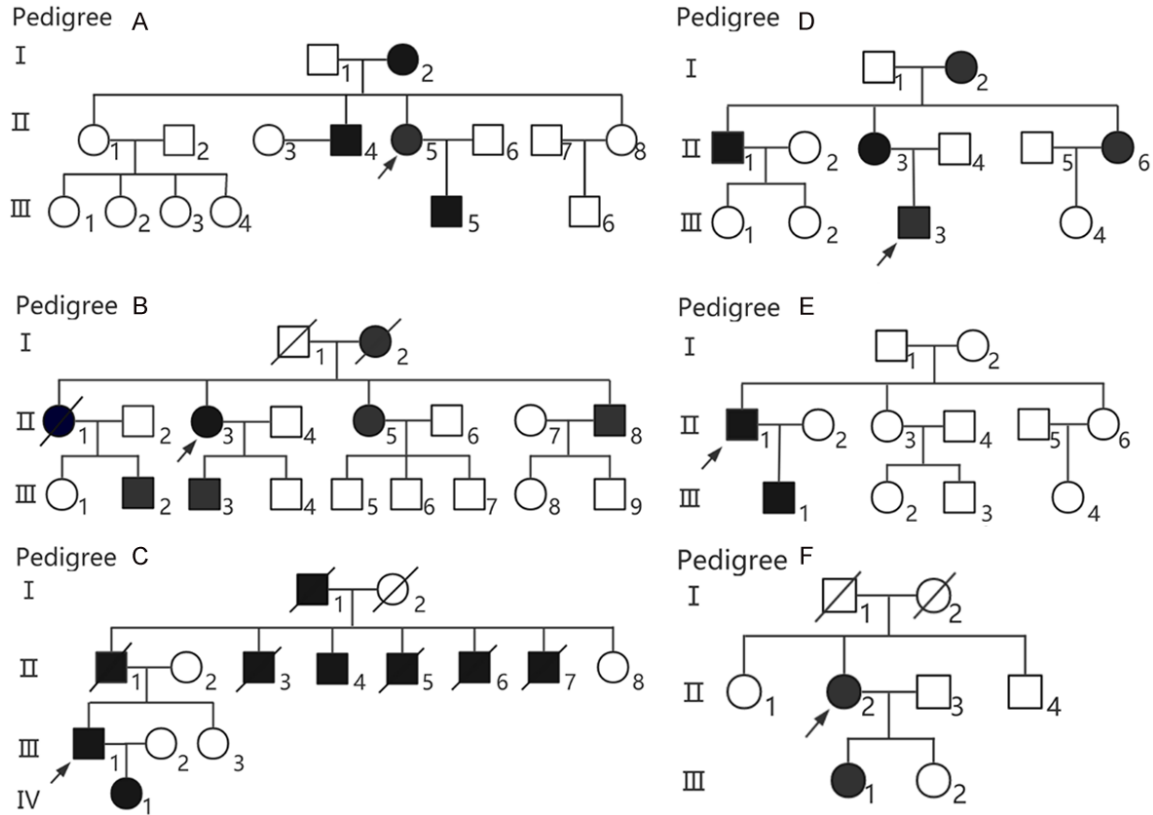 Pedigree A
I
1 2
II
1 2 3 4 5 6 7 8
III
1 2 3 4 5 6
Pedigree B
I
1 2
II
1 2 3 4 5 6 7 8
III
1 2 3 4 5 6 7 8 9
Pedigree C
I
1 2
II
1 2 3 4 5 6 7 8
III
1 2 3
IV
1
Pedigree D
I
1 2
II
1 2 3 4 5 6
III
1 2 3 4
Pedigree E
I
1 2
II
1 2 3 4 5 6
III
1 2 3 4
Pedigree F
I
1 2
II
1 2 3 4
III
1 2